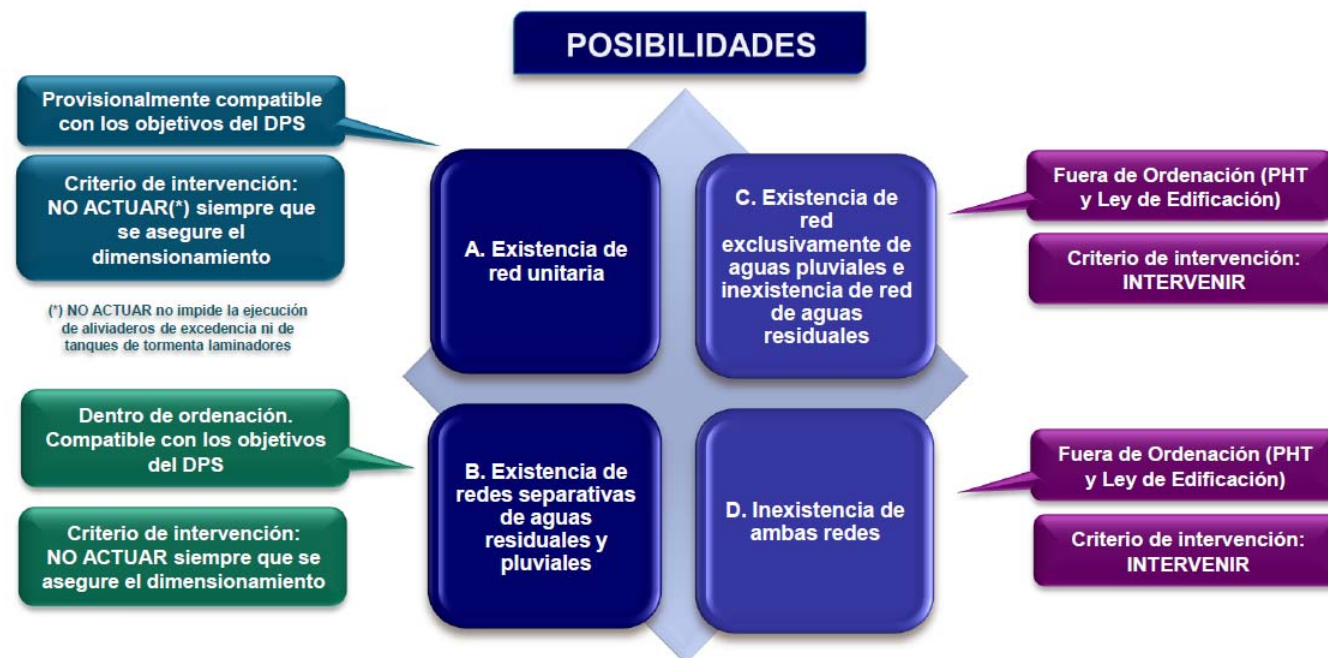 POSIBILIDADES
Provisionalmente compatible
con los objetivos del DPS
Criterio de intervención:
NO ACTUAR(*) siempre que
se asegure el
dimensionamiento
(*) NO ACTUAR no impide la ejecución
de aliviaderos de excedencia ni de
tanques de tormenta laminadores
A. Existencia de
red unitaria
C. Existencia de
red
exclusivamente de
aguas pluviales e
inexistencia de red
de aguas
residuales
Fuera de Ordenación (PHT
y Ley de Edificación)
Criterio de intervención:
INTERVENIR
Dentro de ordenación.
Compatible con los objetivos
del DPS
Criterio de intervención:
NO ACTUAR siempre que se
asegure el dimensionamiento
B. Existencia de
redes separativas
de aguas
residuales y
pluviales
D. Inexistencia de
ambas redes
Fuera de Ordenación (PHT
y Ley de Edificación)
Criterio de intervención:
INTERVENIR